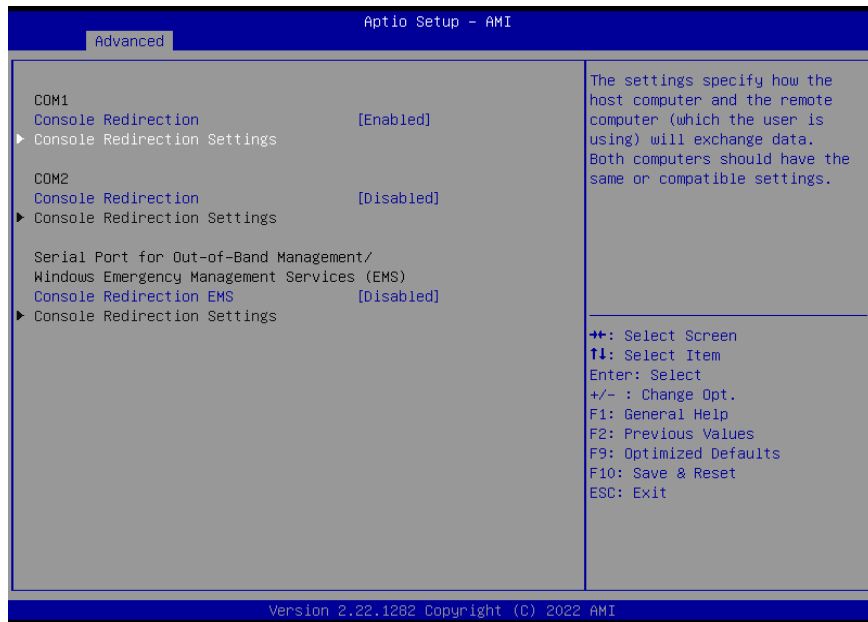 Aptio Setup – AMI
Advanced
COM1
Console Redirection [Enabled]
▶ Console Redirection Settings
COM2
Console Redirection [Disabled]
▶ Console Redirection Settings
Serial Port for Out-of-Band Management/
Windows Emergency Management Services (EMS)
Console Redirection EMS [Disabled]
▶ Console Redirection Settings
The settings specify how the
host computer and the remote
computer (which the user is
using) will exchange data.
Both computers should have the
same or compatible settings.
→←: Select Screen
↑↓: Select Item
Enter: Select
+/- : Change Opt.
F1: General Help
F2: Previous Values
F9: Optimized Defaults
F10: Save & Reset
ESC: Exit
Version 2.22.1282 Copyright (C) 2022 AMI